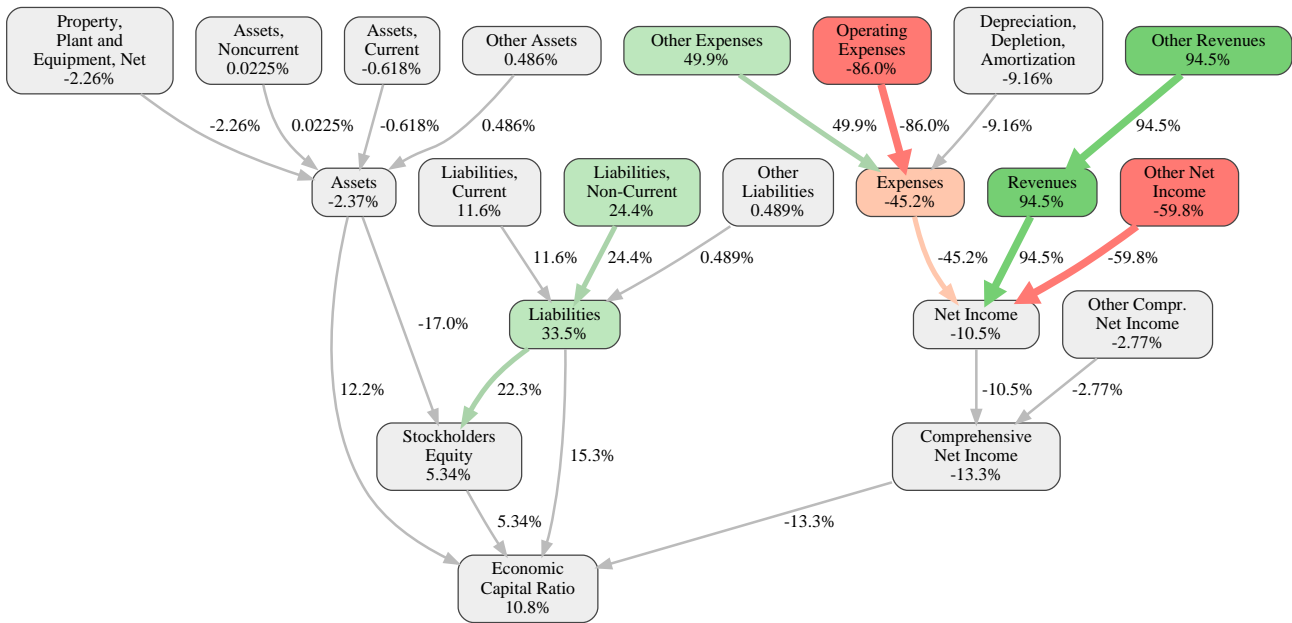 Property,
Plant and
Equipment, Net
-2.26%
Assets,
Noncurrent
0.0225%
Assets,
Current
-0.618%
Other Assets
0.486%
Other Expenses
49.9%
Operating
Expenses
-86.0%
Depreciation,
Depletion,
Amortization
-9.16%
Other Revenues
94.5%
-2.26%
0.0225%
-0.618%
0.486%
49.9%
-86.0%
-9.16%
94.5%
Assets
-2.37%
Liabilities,
Current
11.6%
Liabilities,
Non-Current
24.4%
Other
Liabilities
0.489%
Expenses
-45.2%
Revenues
94.5%
Other Net
Income
-59.8%
11.6%
24.4%
0.489%
-45.2%
94.5%
-59.8%
-17.0%
Liabilities
33.5%
Net Income
-10.5%
Other Compr.
Net Income
-2.77%
12.2%
22.3%
-10.5%
-2.77%
Stockholders
Equity
5.34%
15.3%
Comprehensive
Net Income
-13.3%
5.34%
-13.3%
Economic
Capital Ratio
10.8%